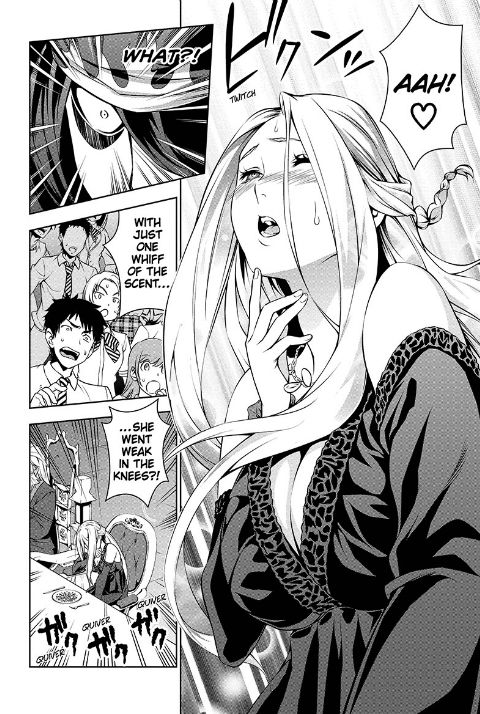 AAH!
♡
ビクンッ
TWITCH
WHAT?!
WITH
JUST
ONE
WHIFF
OF THE
SCENT...
...SHE
WENT
WEAK
IN THE
KNEES?!
QUIVER
QUIVER
QUIVER
ガク
ガク
ガク